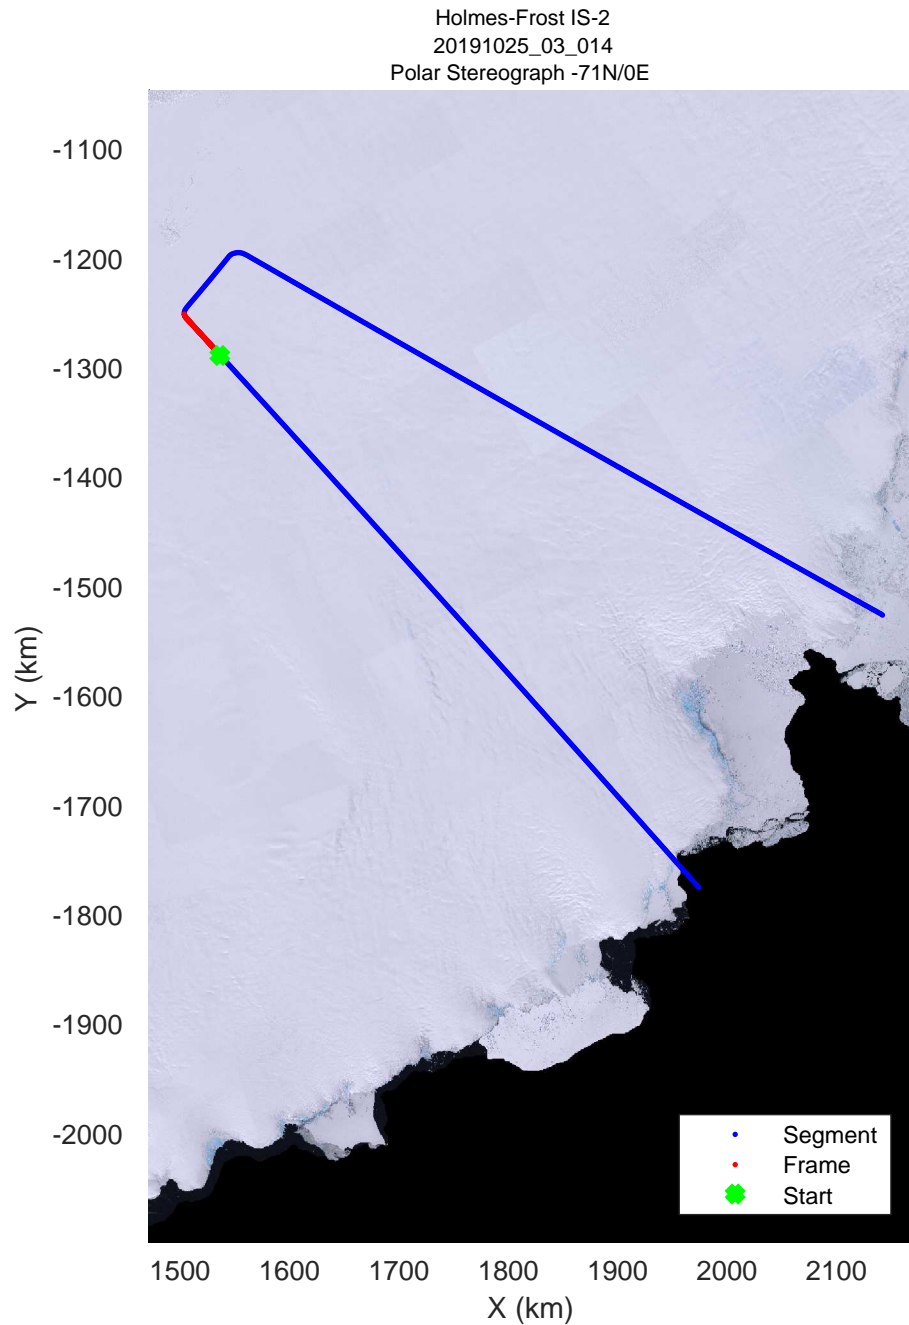 Holmes-Frost IS-2
20191025_03_014
Polar Stereograph -71N/0E
-1100
-1200
-1300
-1400
-1500
-1600
-1700
-1800
-1900
-2000
Y (km)
Segment
Frame
Start
1500 1600 1700 1800 1900 2000 2100
X (km)